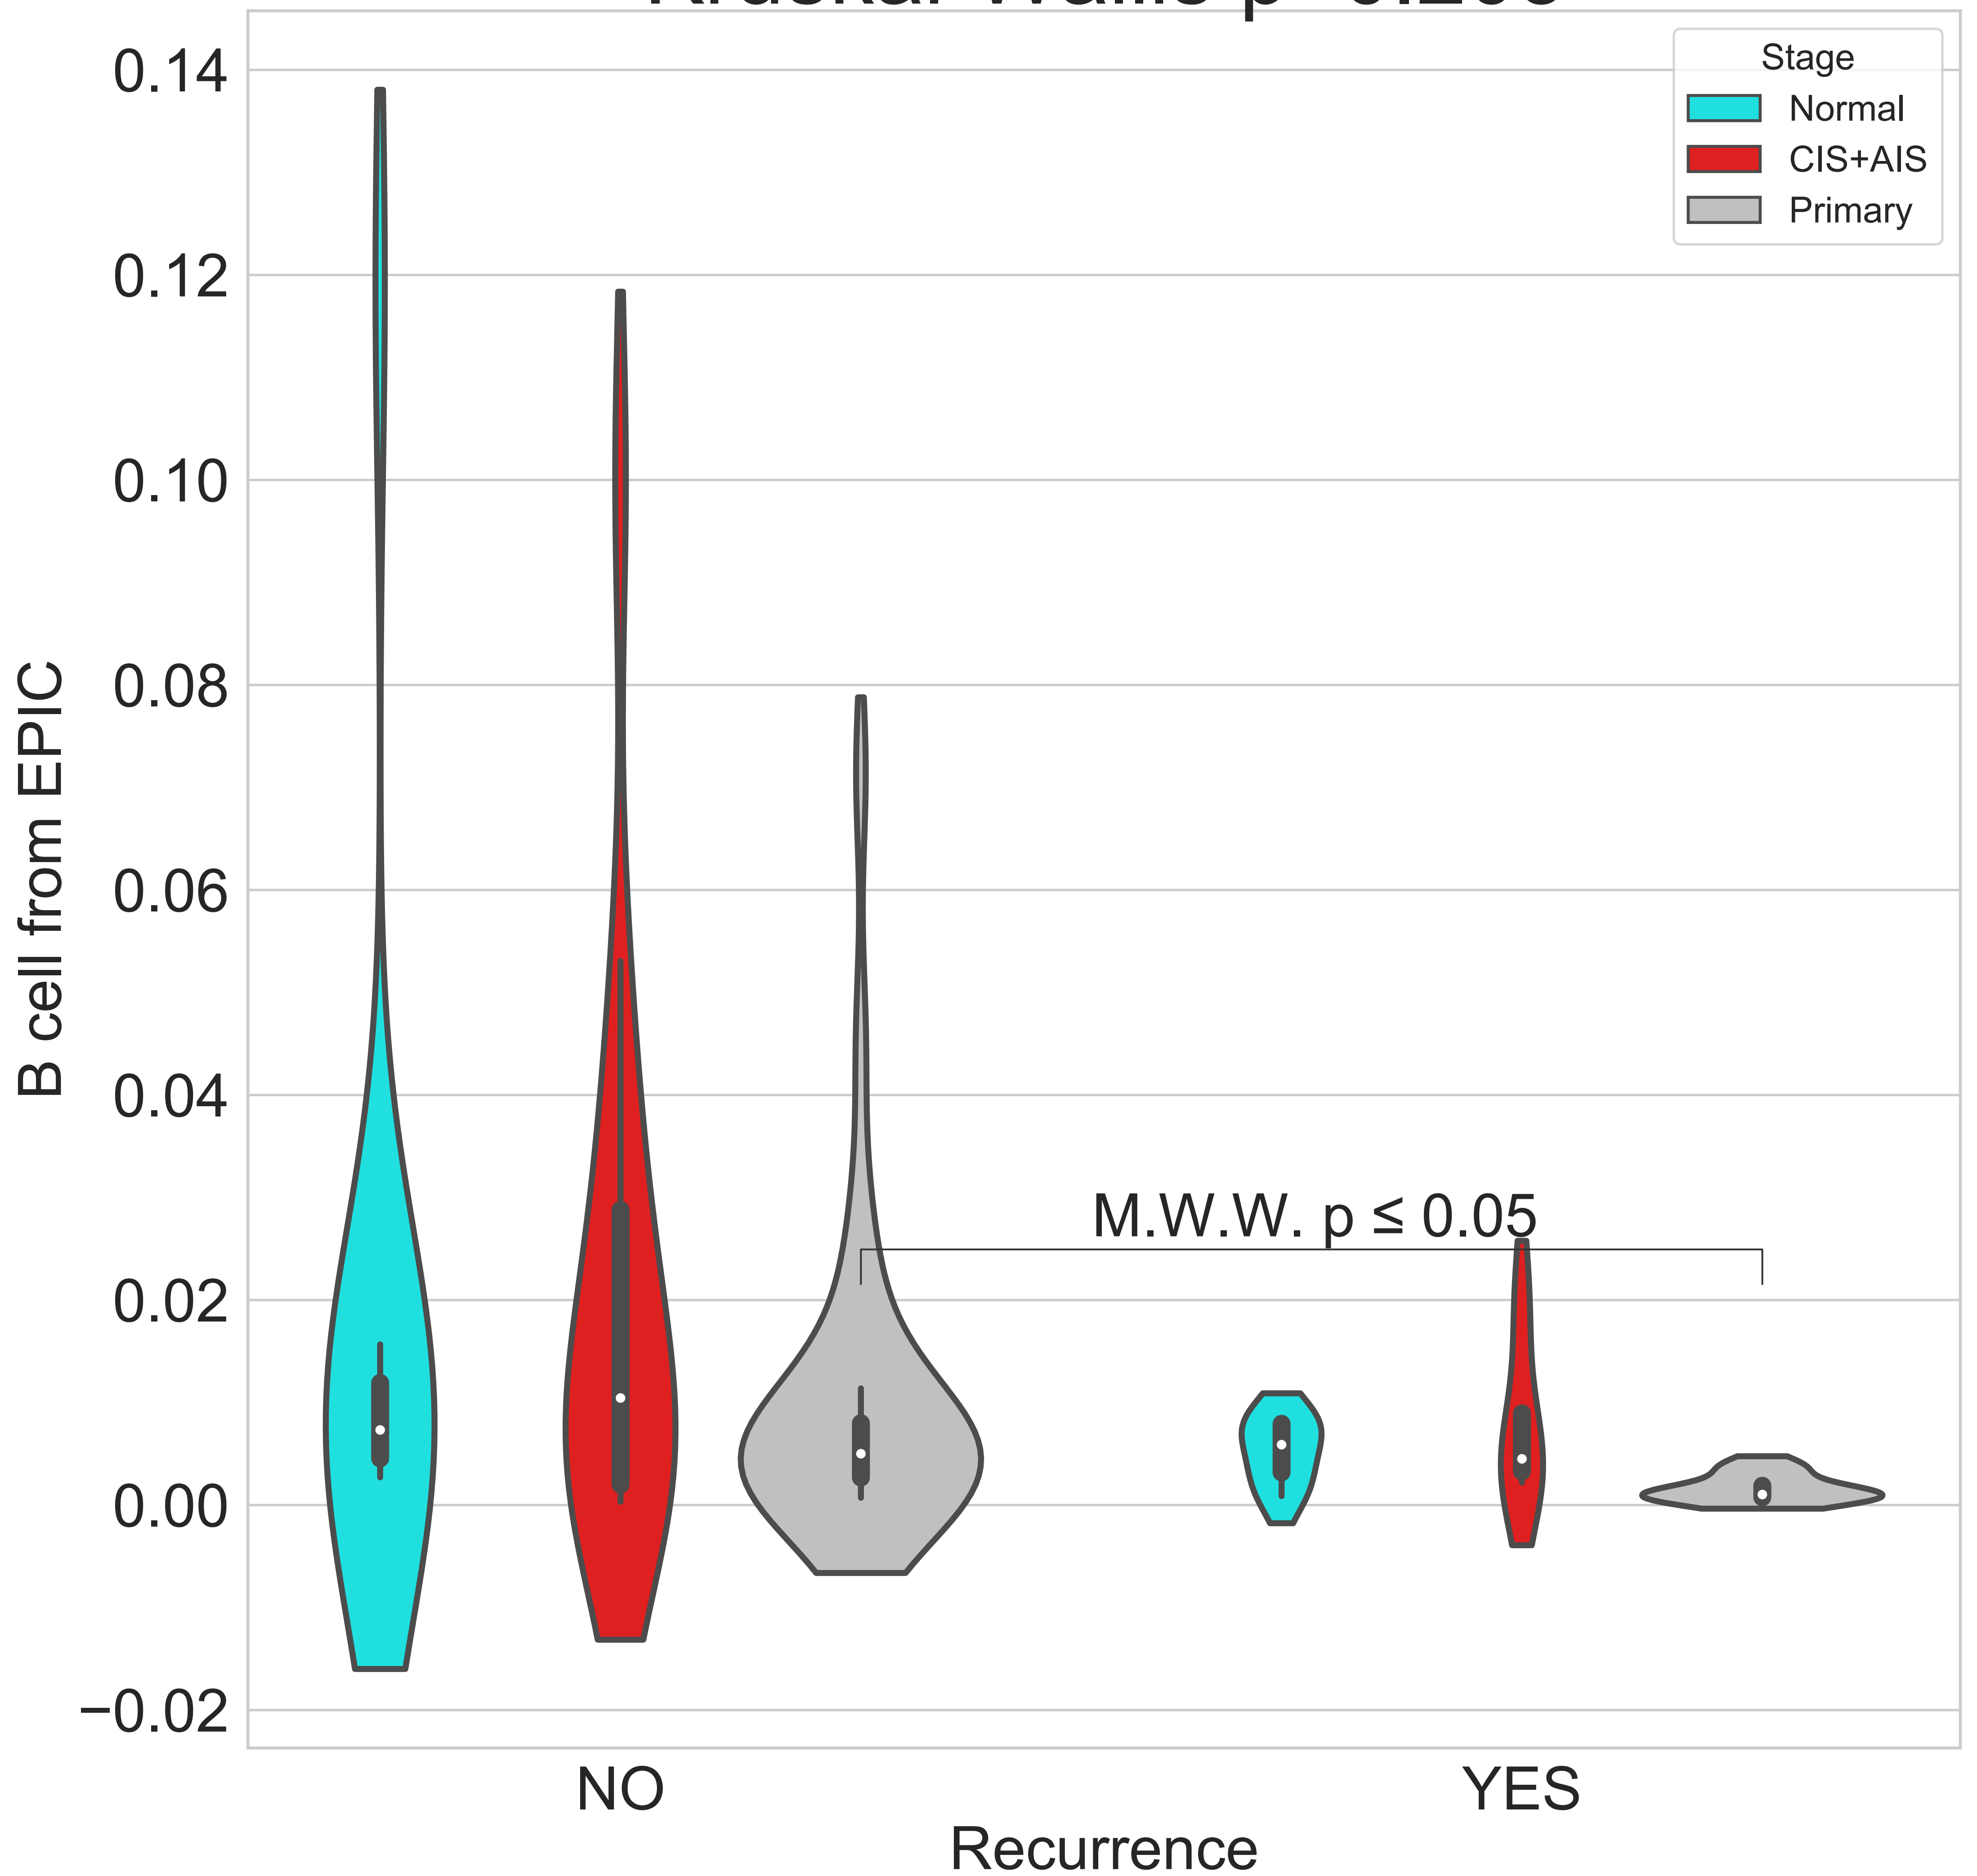 Stage
Normal
CIS+AIS
Primary
0.14
0.12
0.10
0.08
0.06
0.04
0.02
0.00
−0.02
B cell from EPIC
M.W.W. p ≤ 0.05
NO
YES
Recurrence